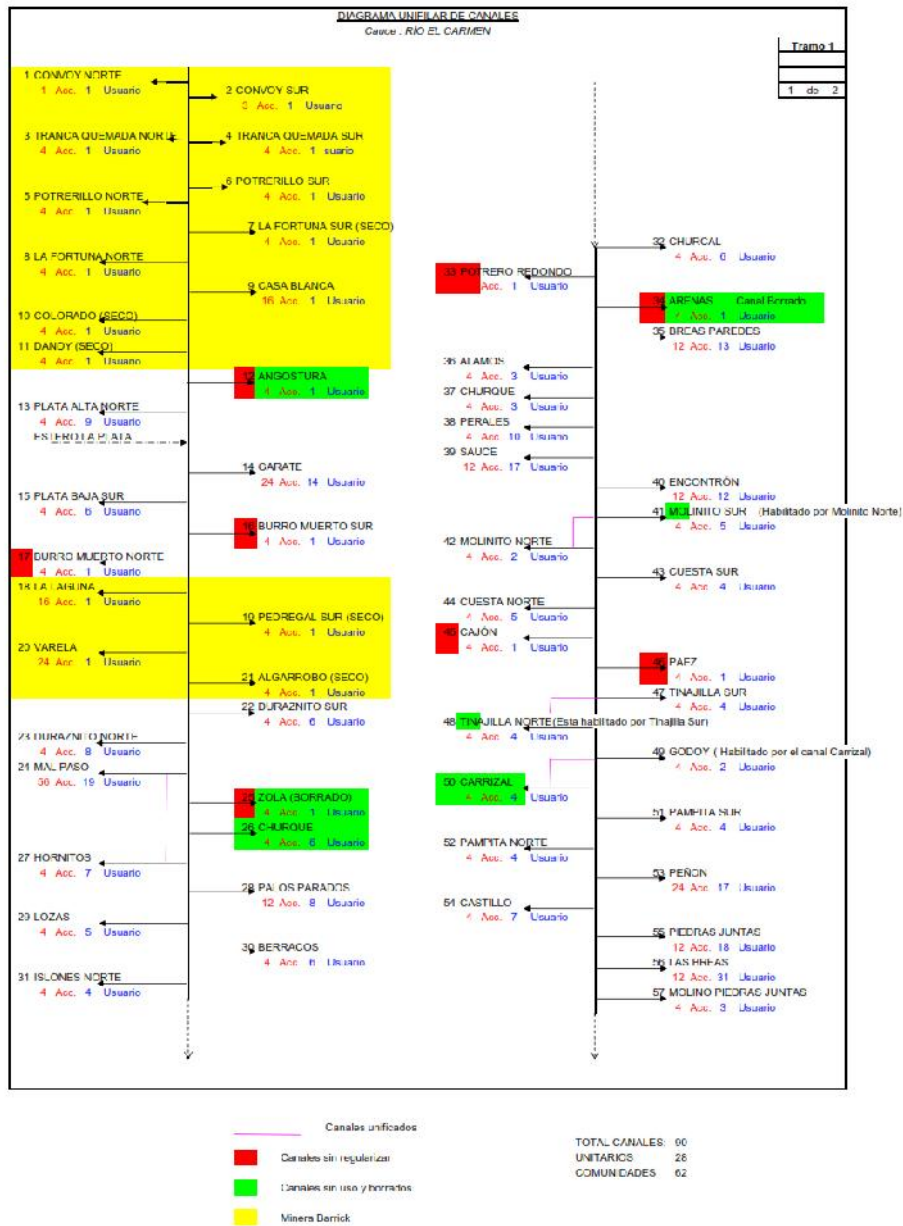 DIAGRAMA UNIFILAR DE CANALES
Cauce : RÍO EL CARMEN
Tramo 1
1 de 2
1 CONVOY NORTE
1 Acc. 1 Usuario
2 CONVOY SUR
3 Acc. 1 Usuario
3 TRANCA QUEMADA NORTE
4 Acc. 1 Usuario
4 TRANCA QUEMADA SUR
4 Acc. 1 suario
5 POTRERILLO NORTE
4 Acc. 1 Usuario
6 POTRERILLO SUR
4 Acc. 1 Usuario
7 LA FORTUNA SUR (SECO)
4 Acc. 1 Usuario
8 LA FORTUNA NORTE
4 Acc. 1 Usuario
9 CASA BLANCA
16 Acc. 1 Usuario
10 COLORADO (SECO)
4 Acc. 1 Usuario
11 DANDY (SECO)
4 Acc. 1 Usuario
12 ANGOSTURA
4 Acc. 1 Usuario
13 PLATA ALTA NORTE
4 Acc. 9 Usuario
ESTERO LA PLATA
14 GARATE
24 Acc. 14 Usuario
15 PLATA BAJA SUR
4 Acc. 6 Usuario
16 BURRO MUERTO SUR
4 Acc. 1 Usuario
17 BURRO MUERTO NORTE
4 Acc. 1 Usuario
18 LA LAGUNA
16 Acc. 1 Usuario
19 PEDREGAL SUR (SECO)
4 Acc. 1 Usuario
20 VARELA
24 Acc. 1 Usuario
21 ALGARROBO (SECO)
4 Acc. 1 Usuario
22 DURAZNITO SUR
4 Acc. 6 Usuario
23 DURAZNITO NORTE
4 Acc. 8 Usuario
24 MAL PASO
36 Acc. 19 Usuario
25 ZOLA (BORRADO)
4 Acc. 1 Usuario
26 CHURQUE
4 Acc. 6 Usuario
27 HORNITOS
4 Acc. 7 Usuario
28 PALOS PARADOS
12 Acc. 8 Usuario
29 LOZAS
4 Acc. 5 Usuario
30 BERRACOS
4 Acc. 6 Usuario
31 ISLONES NORTE
4 Acc. 4 Usuario
32 CHURCAL
4 Acc. 6 Usuario
33 POTRERO REDONDO
Acc. 1 Usuario
34 ARENAS Canal Borrado
4 Acc. 1 Usuario
35 BREAS PAREDES
12 Acc. 13 Usuario
36 ALAMOS
4 Acc. 3 Usuario
37 CHURQUE
4 Acc. 3 Usuario
38 PERALES
4 Acc. 10 Usuario
39 SAUCE
12 Acc. 17 Usuario
40 ENCONTRÓN
12 Acc. 12 Usuario
41 MOLINITO SUR (Habilitado por Molinito Norte)
4 Acc. 5 Usuario
42 MOLINITO NORTE
4 Acc. 2 Usuario
43 CUESTA SUR
4 Acc. 4 Usuario
44 CUESTA NORTE
4 Acc. 5 Usuario
45 CAJÓN
4 Acc. 1 Usuario
46 PAEZ
4 Acc. 1 Usuario
47 TINAJILLA SUR
4 Acc. 4 Usuario
48 TINAJILLA NORTE(Esta habilitado por Tinajilla Sur)
4 Acc. 4 Usuario
49 GODOY ( Habilitado por el canal Carrizal)
4 Acc. 2 Usuario
50 CARRIZAL
4 Acc. 4 Usuario
51 PAMPITA SUR
4 Acc. 4 Usuario
52 PAMPITA NORTE
4 Acc. 4 Usuario
53 PEÑON
24 Acc. 17 Usuario
54 CASTILLO
4 Acc. 7 Usuario
55 PIEDRAS JUNTAS
12 Acc. 18 Usuario
56 LAS BREAS
12 Acc. 31 Usuario
57 MOLINO PIEDRAS JUNTAS
4 Acc. 3 Usuario
Canales unificados
Canales sin regularizar
Canales sin uso y borrados
Minera Barrick
TOTAL CANALES: 90
UNITARIOS 28
COMUNIDADES 62